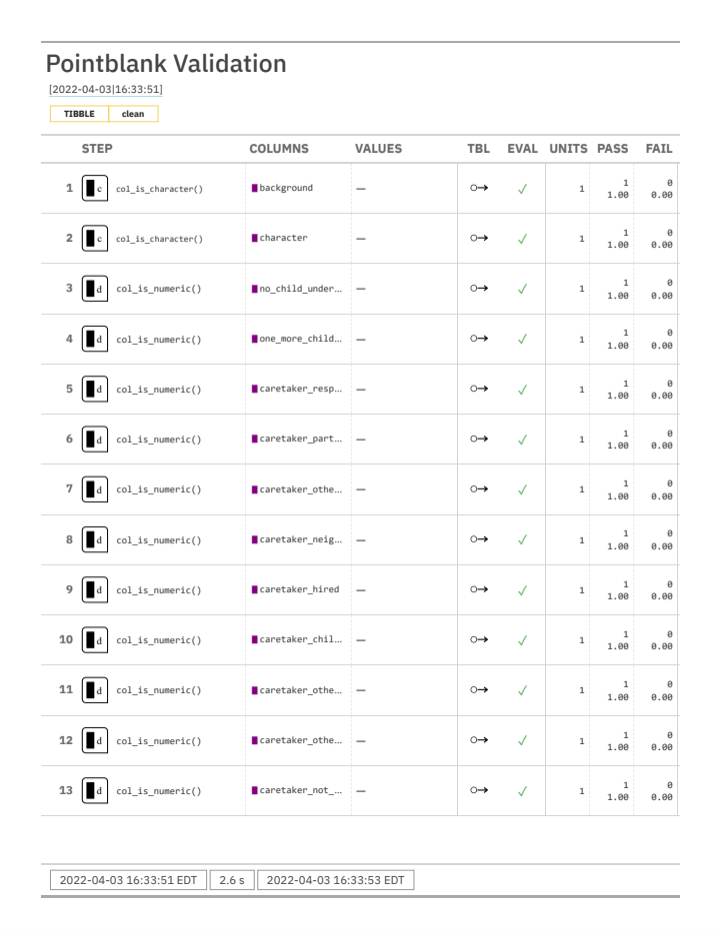 Pointblank Validation
[2022-04-03|16:33:51]
TIBBLE clean
STEP COLUMNS VALUES TBL EVAL UNITS PASS FAIL
1 c col_is_character() background — ✓ 1 1 1.00 0 0.00
2 c col_is_character() character — ✓ 1 1 1.00 0 0.00
3 d col_is_numeric() no_child_under… — ✓ 1 1 1.00 0 0.00
4 d col_is_numeric() one_more_child… — ✓ 1 1 1.00 0 0.00
5 d col_is_numeric() caretaker_resp… — ✓ 1 1 1.00 0 0.00
6 d col_is_numeric() caretaker_part… — ✓ 1 1 1.00 0 0.00
7 d col_is_numeric() caretaker_othe… — ✓ 1 1 1.00 0 0.00
8 d col_is_numeric() caretaker_neig… — ✓ 1 1 1.00 0 0.00
9 d col_is_numeric() caretaker_hired — ✓ 1 1 1.00 0 0.00
10 d col_is_numeric() caretaker_chil… — ✓ 1 1 1.00 0 0.00
11 d col_is_numeric() caretaker_othe… — ✓ 1 1 1.00 0 0.00
12 d col_is_numeric() caretaker_othe… — ✓ 1 1 1.00 0 0.00
13 d col_is_numeric() caretaker_not_… — ✓ 1 1 1.00 0 0.00
2022-04-03 16:33:51 EDT 2.6 s 2022-04-03 16:33:53 EDT